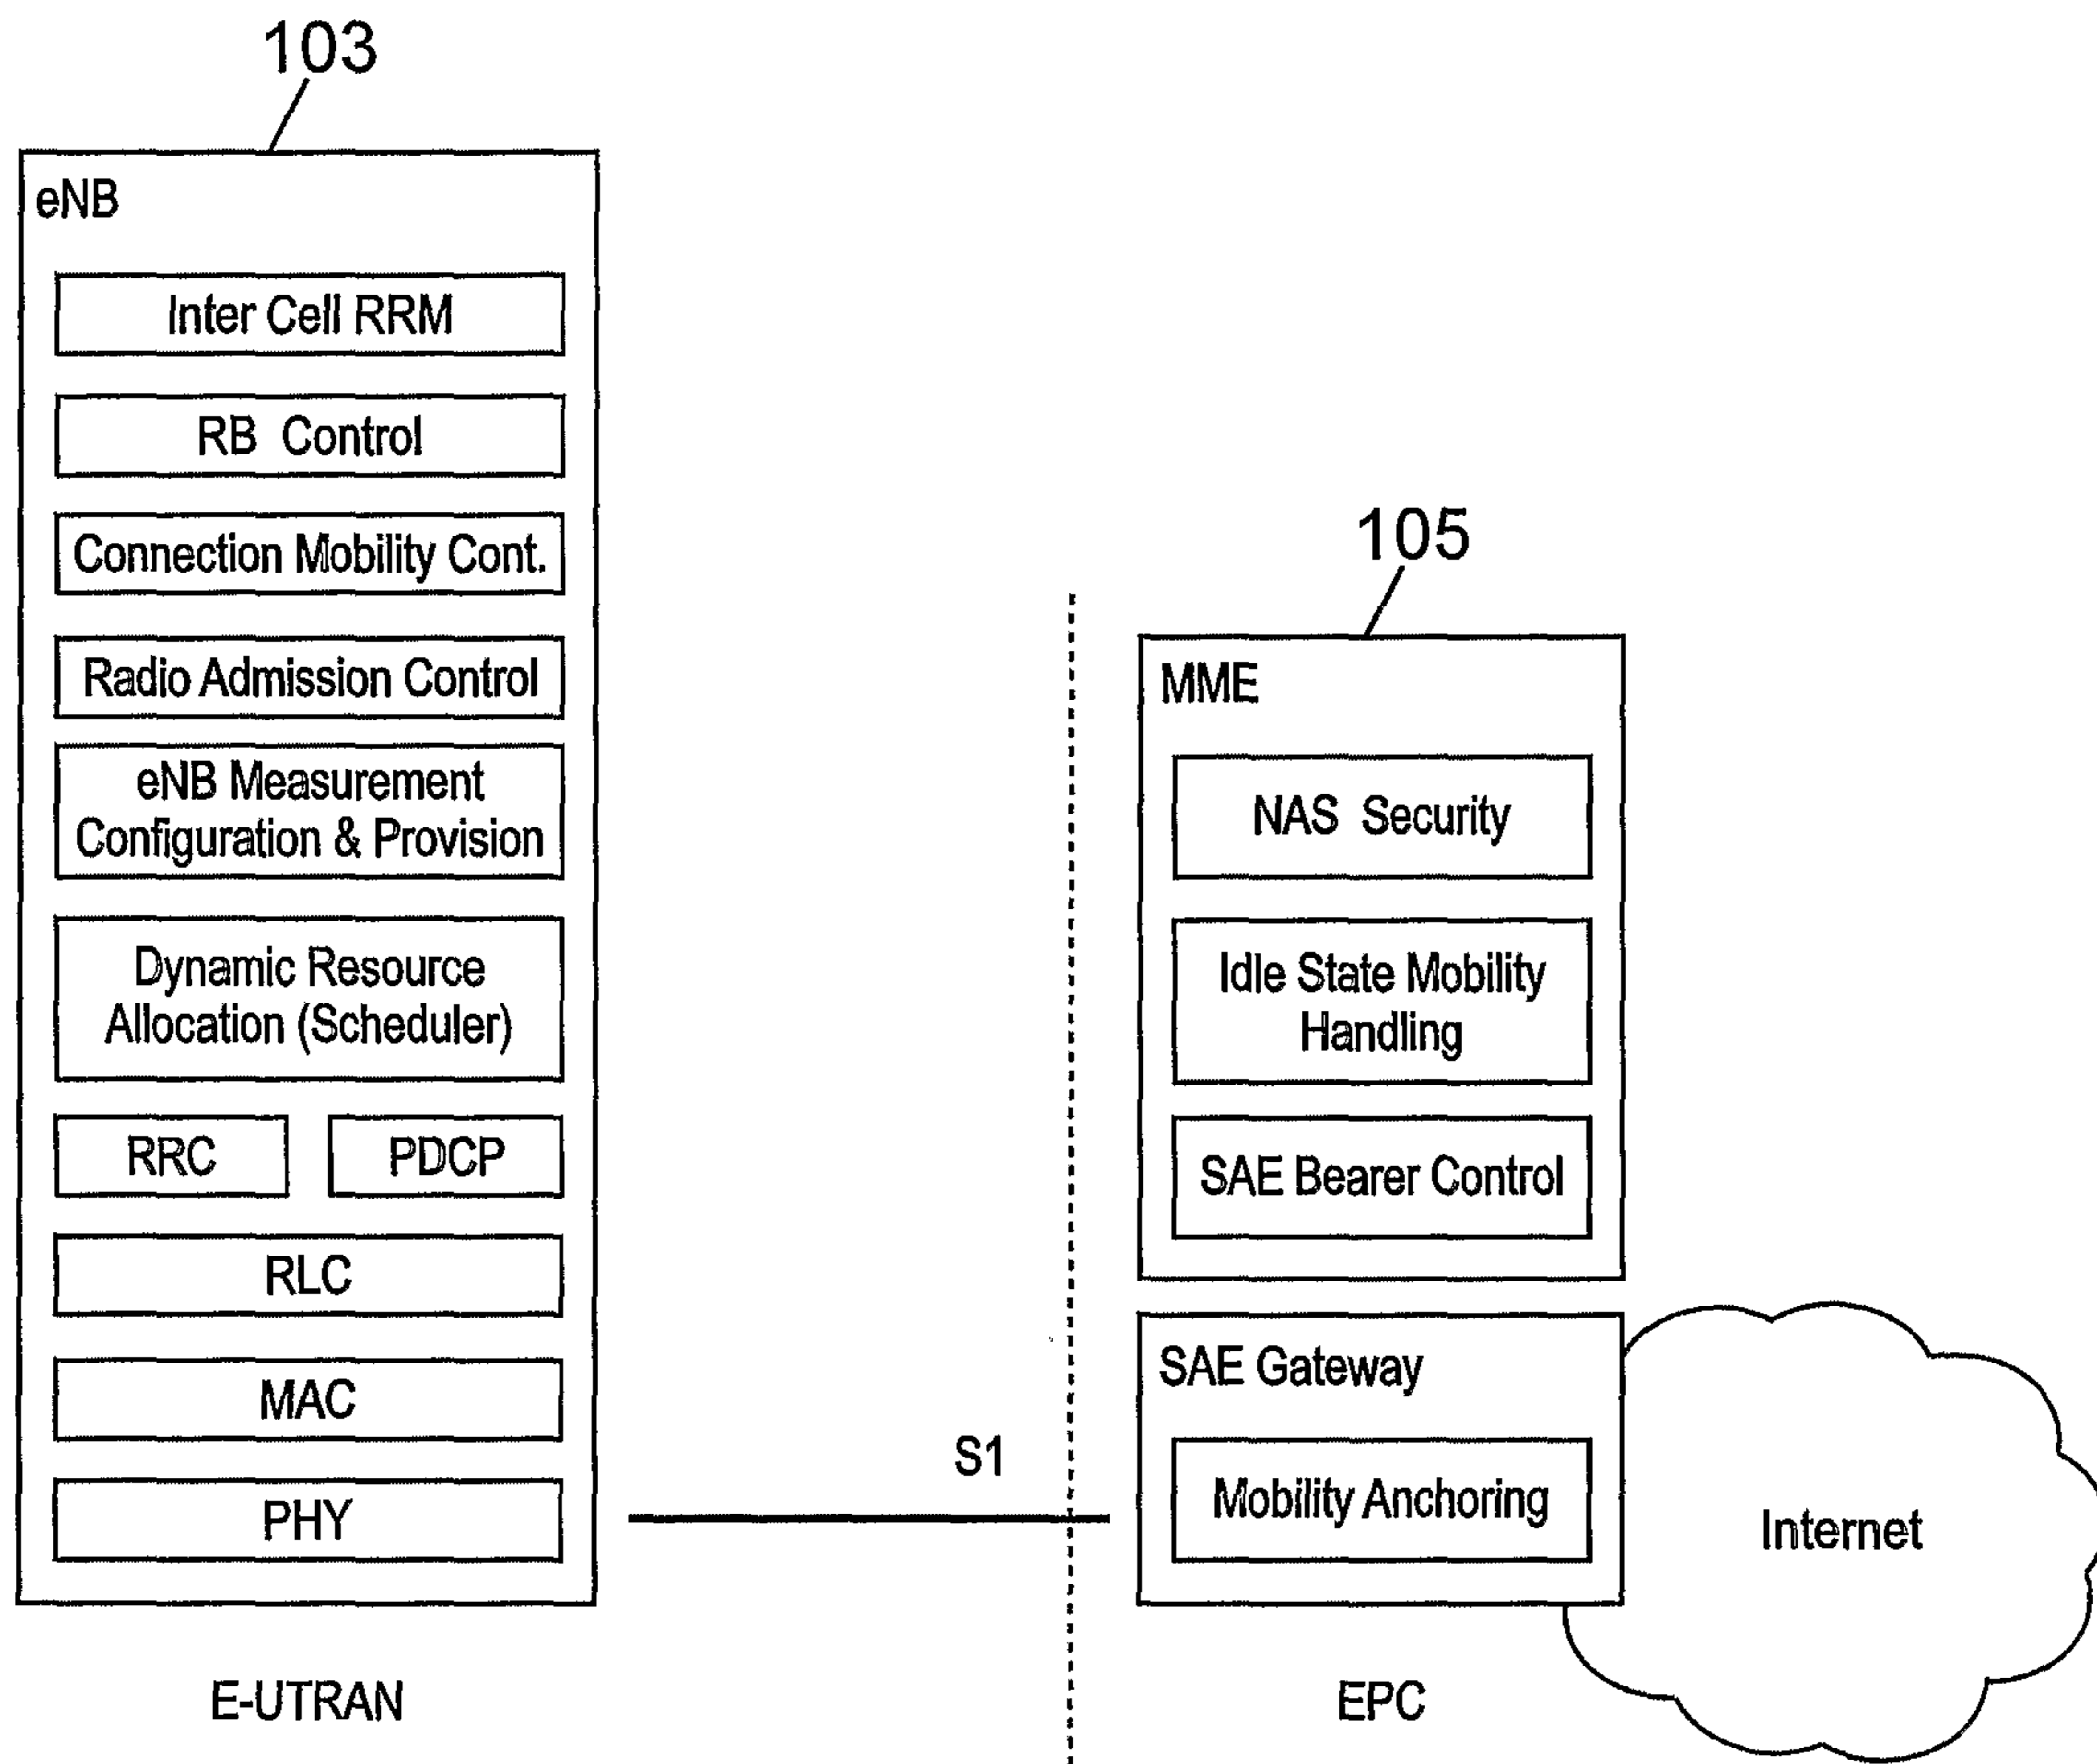 103
eNB
Inter Cell RRM
RB Control
Connection Mobility Cont.
Radio Admission Control
eNB Measurement
Configuration & Provision
Dynamic Resource
Allocation (Scheduler)
RRC
PDCP
RLC
MAC
PHY
E-UTRAN
S1
105
MME
NAS Security
Idle State Mobility
Handling
SAE Bearer Control
SAE Gateway
Mobility Anchoring
EPC
Internet